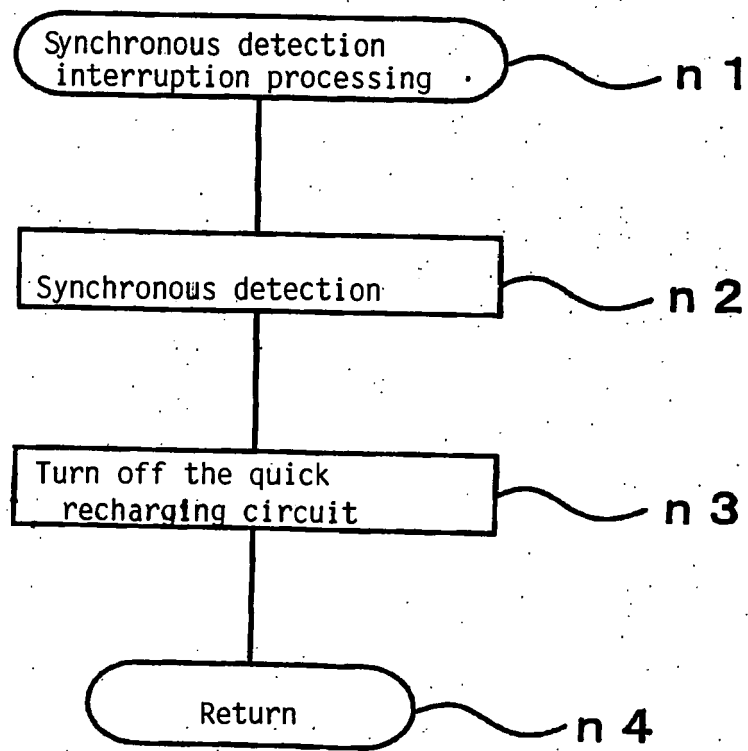 Synchronous detection
interruption processing
n 1
Synchronous detection
n 2
Turn off the quick
recharging circuit
n 3
Return
n 4